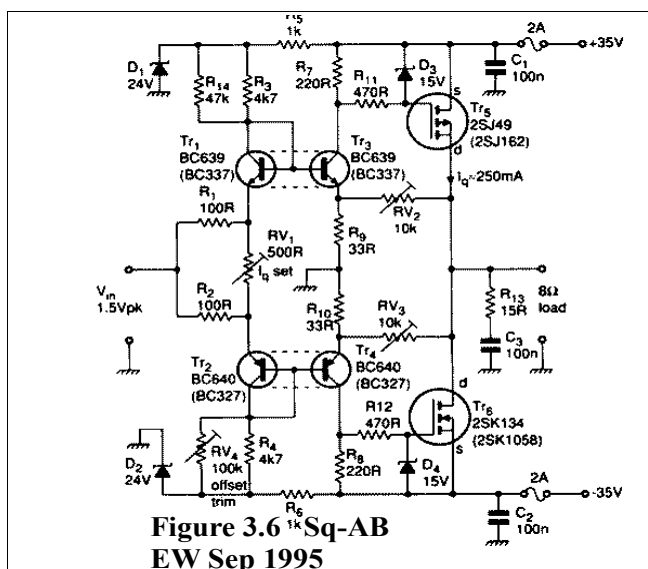 R5
1k
2A
+35V
D1
24V
R14
47k
R3
4k7
R7
220R
R11
470R
D3
15V
C1
100n
s
Tr5
2SJ49
(2SJ162)
d
Tr1
BC639
(BC337)
Tr3
BC639
(BC337)
iq≈250mA
R1
100R
RV2
10k
RV1
500R
Iq set
R9
33R
Vin
1.5Vpk
R2
100R
R10
33R
RV3
10k
R13
15R
8Ω
load
C3
100n
Tr2
BC640
(BC327)
Tr4
BC640
(BC327)
d
Tr6
2SK134
(2SK1058)
s
R12
470R
D2
24V
RV4
100k
offset
trim
R4
4k7
R8
220R
D4
15V
2A
-35V
R6
1k
C2
100n
Figure 3.6 Sq-AB
EW Sep 1995